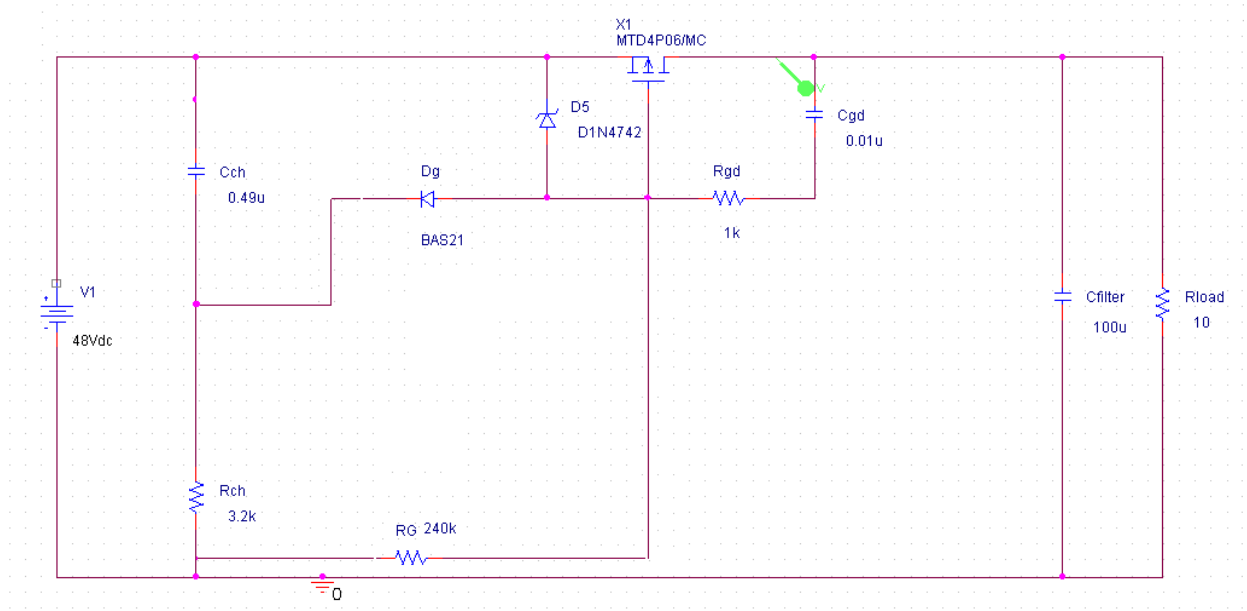 X1
MTD4P06/MC
D5
D1N4742
Cgd
0.01u
Cch
0.49u
Dg
BAS21
Rgd
1k
V
+
V1
-
48Vdc
Cfilter
100u
Rload
10
Rch
3.2k
RG 240k
0